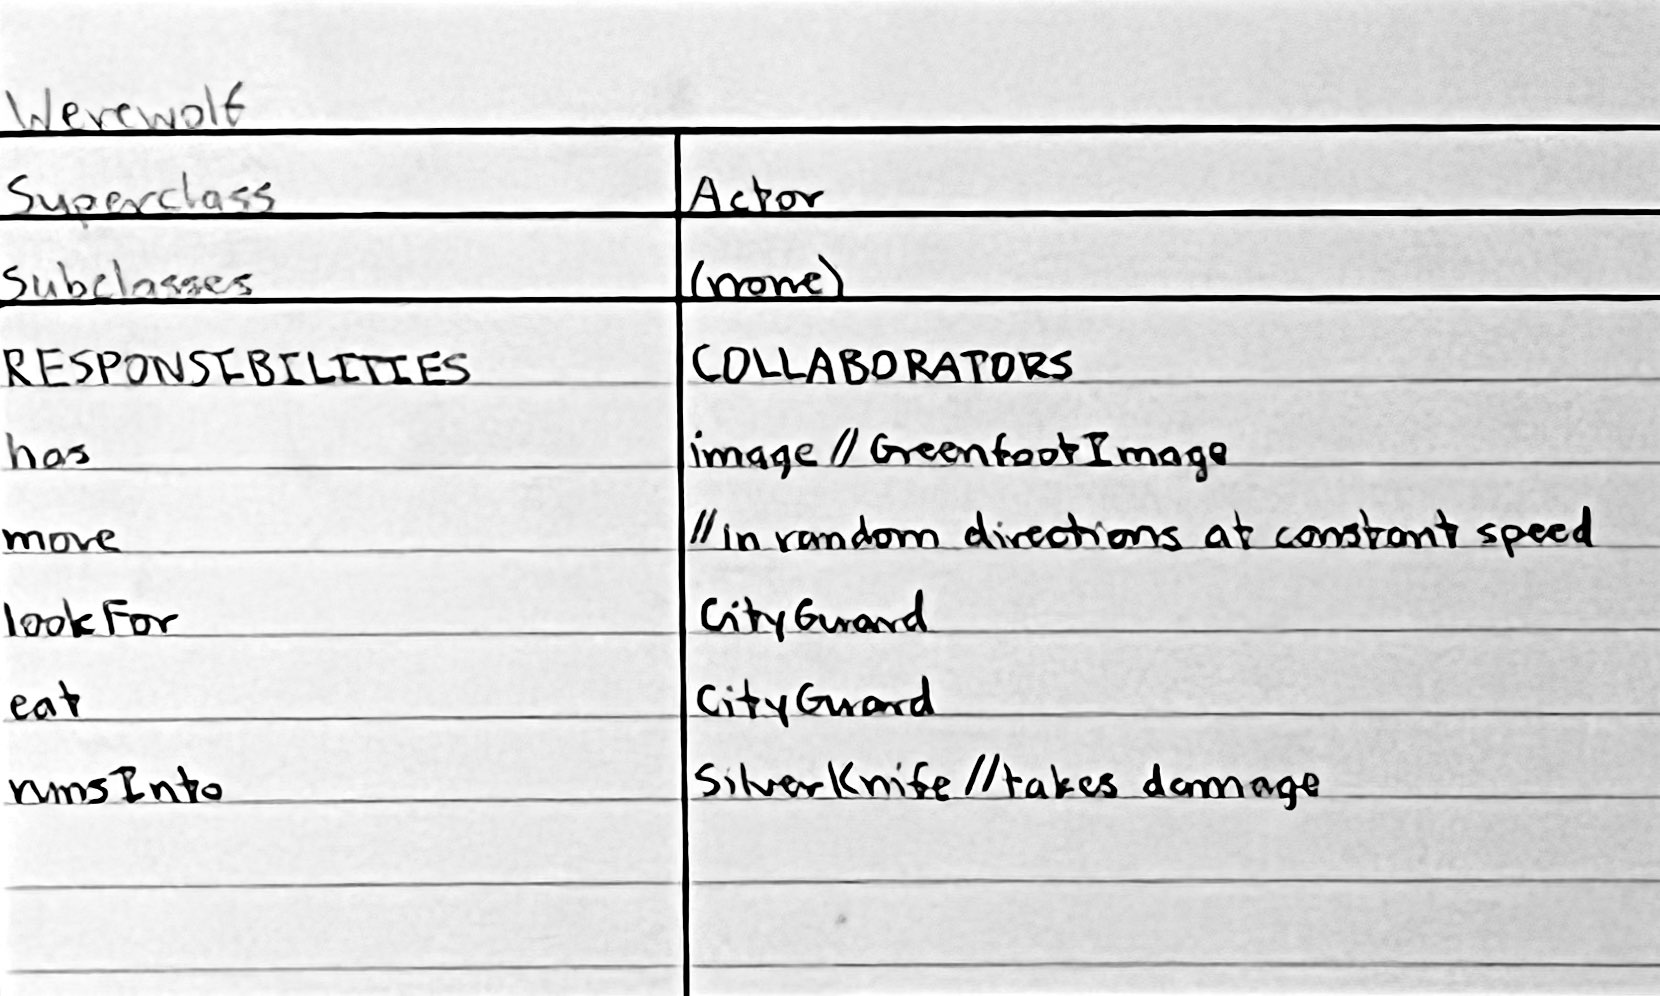 Werewolf
Superclass Actor
Subclasses (none)
RESPONSIBILITIES COLLABORATORS
has image // GreenfootImage
move // in random directions at constant speed
lookFor CityGuard
eat CityGuard
runsInto SilverKnife // takes damage